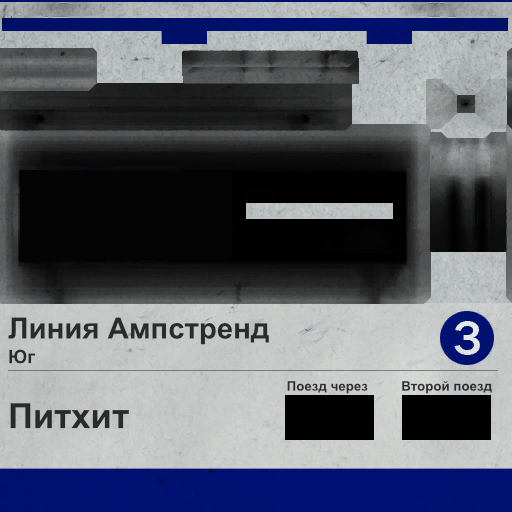 Линия Ампстренд
Юг
3
Поезд через
Второй поезд
Питхит